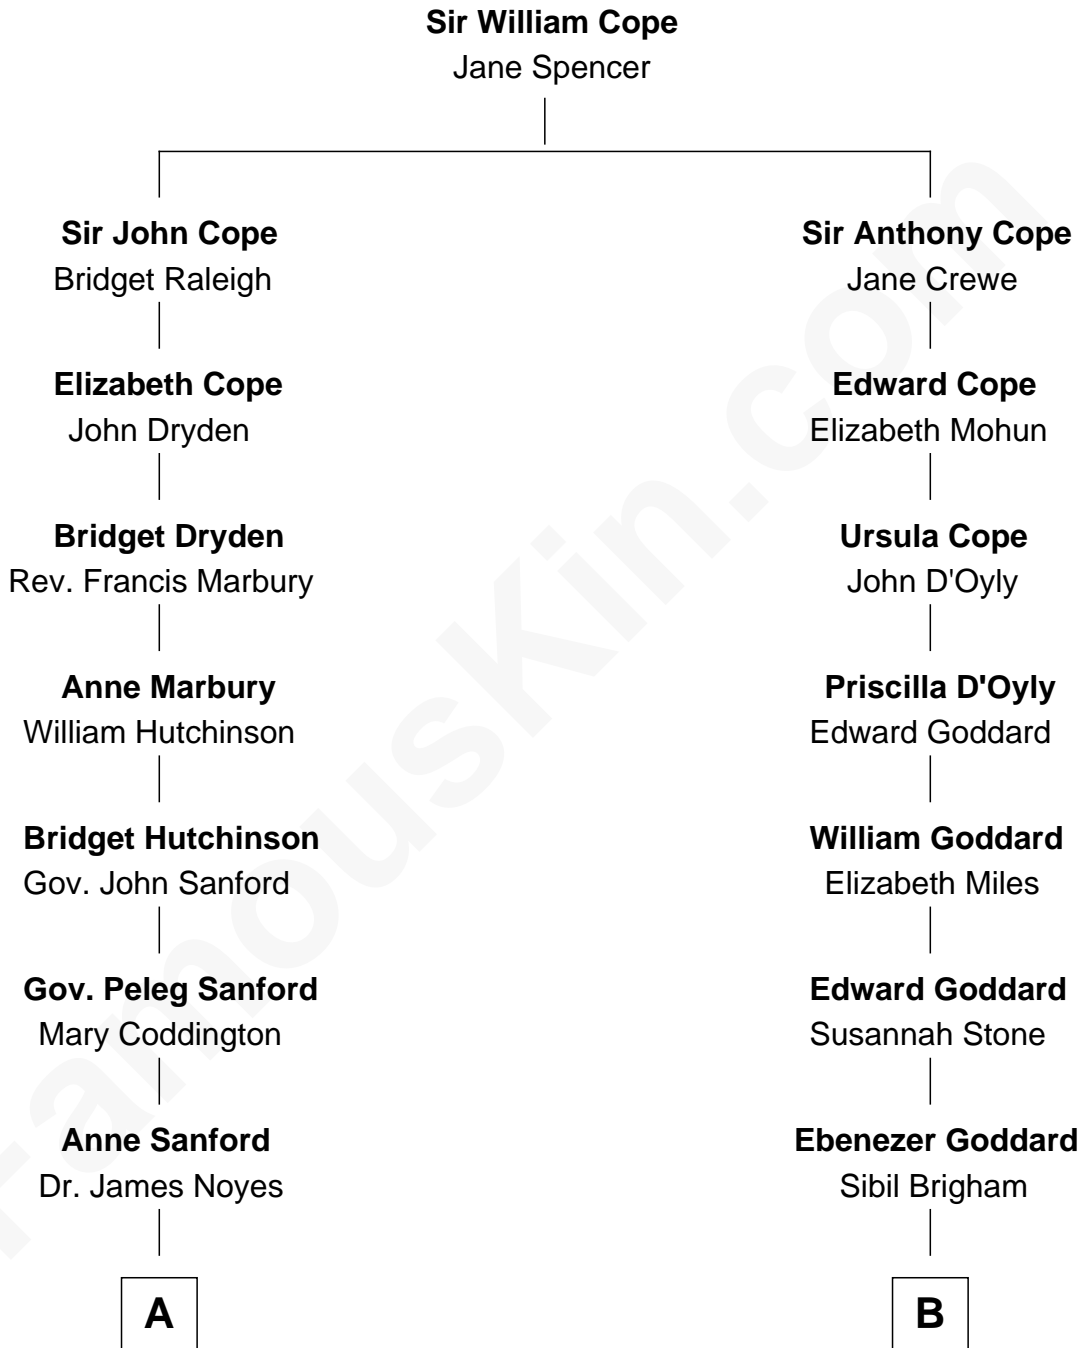 Sir William Cope
Jane Spencer
Sir John Cope
Bridget Raleigh
Sir Anthony Cope
Jane Crewe
Elizabeth Cope
John Dryden
Edward Cope
Elizabeth Mohun
Bridget Dryden
Rev. Francis Marbury
Ursula Cope
John D'Oyly
Anne Marbury
William Hutchinson
Priscilla D'Oyly
Edward Goddard
Bridget Hutchinson
Gov. John Sanford
William Goddard
Elizabeth Miles
Gov. Peleg Sanford
Mary Coddington
Edward Goddard
Susannah Stone
Anne Sanford
Dr. James Noyes
Ebenezer Goddard
Sibil Brigham
A
B
FamousKin.com